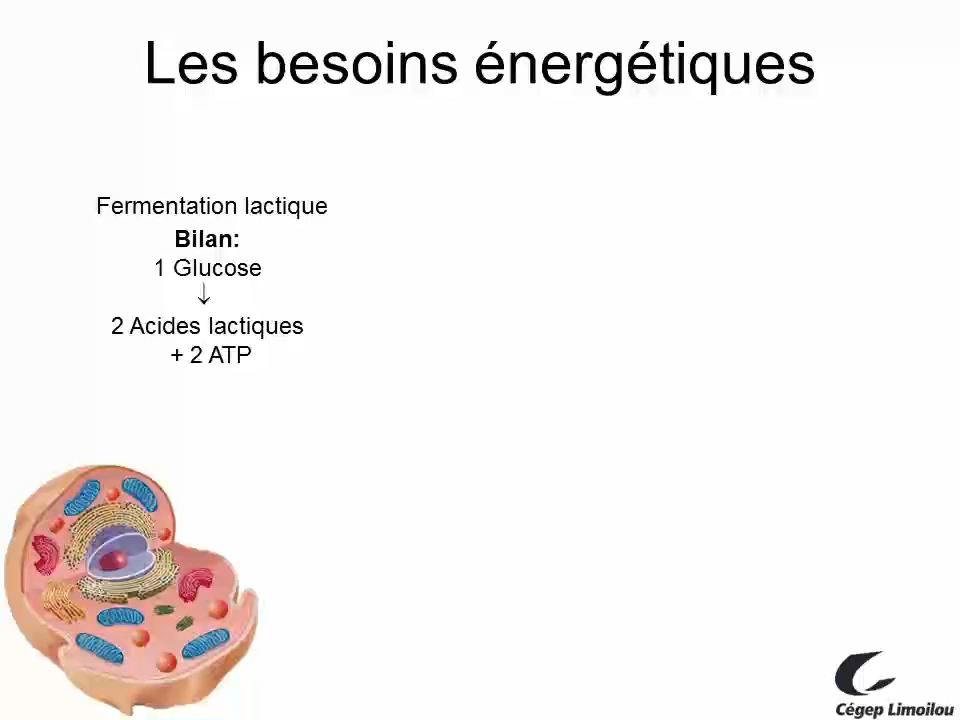 Les besoins énergétiques
Fermentation lactique
Bilan:
1 Glucose
↓
2 Acides lactiques
+ 2 ATP
Cégep Limoilou